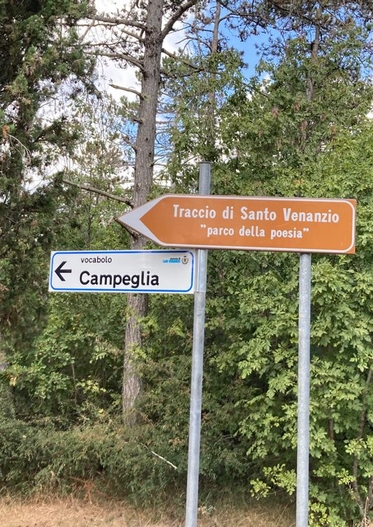 Traccio di Santo Venanzio
"parco della poesia"
vocabolo
Campeglia